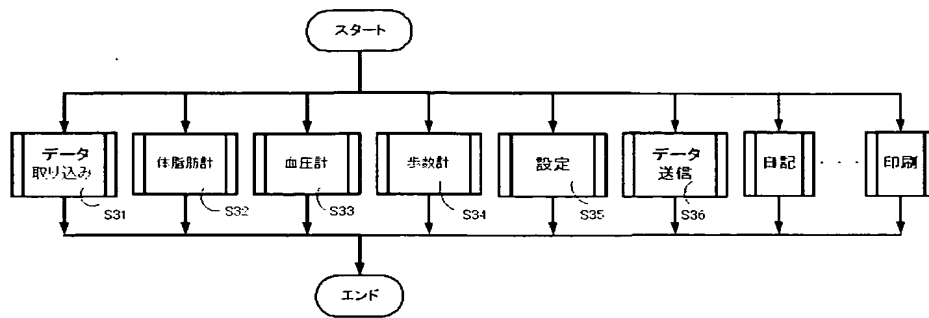 スタート
データ
取り込み
体脂肪計
血圧計
歩数計
設定
データ
送信
日記
・・・
印刷
S31
S32
S33
S34
S35
S36
エンド